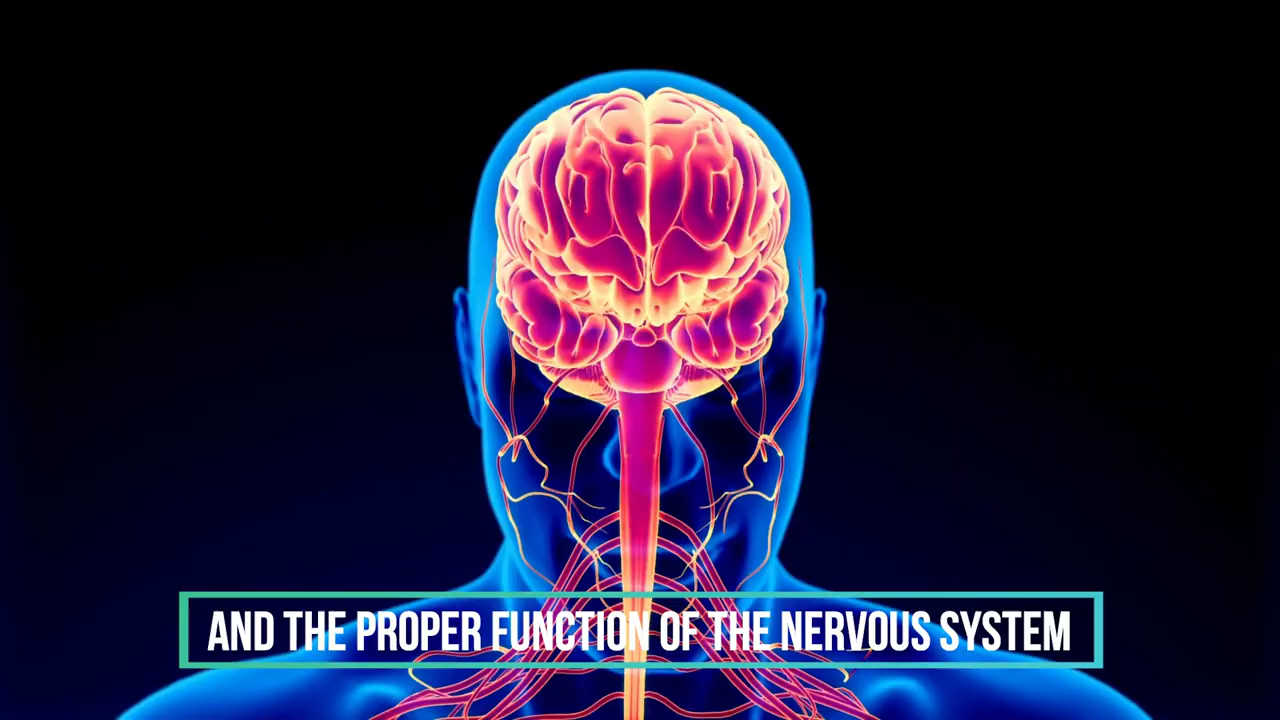 AND THE PROPER FUNCTION OF THE NERVOUS SYSTEM